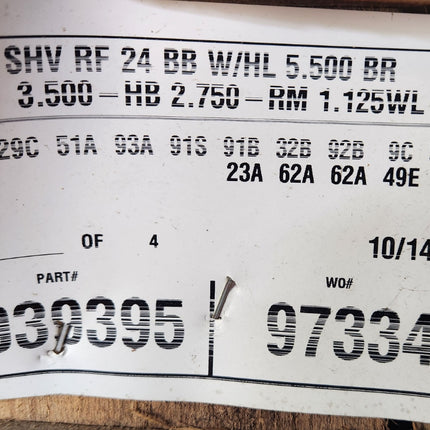 SHV RF 24 BB W/HL 5.500 BR
3.500 - HB 2.750 - RM 1.125WL
29C 51A 93A 91S 91B 32B 92B 9C
23A 62A 62A 49E
OF 4 10/14
PART# WO#
939395 97334